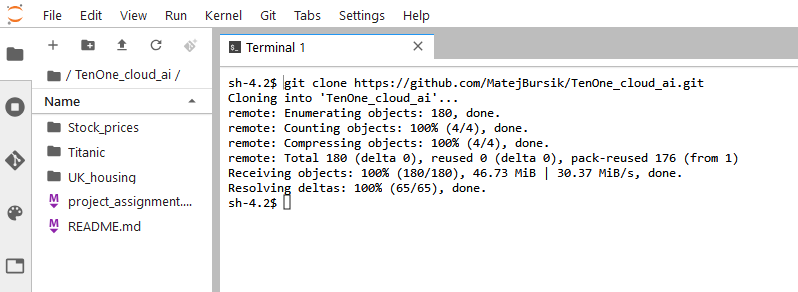 File Edit View Run Kernel Git Tabs Settings Help
Terminal 1
/ TenOne_cloud_ai /
Name
Stock_prices
Titanic
UK_housing
project_assignment....
README.md
sh-4.2$ git clone https://github.com/MatejBursik/TenOne_cloud_ai.git
Cloning into 'TenOne_cloud_ai'...
remote: Enumerating objects: 180, done.
remote: Counting objects: 100% (4/4), done.
remote: Compressing objects: 100% (4/4), done.
remote: Total 180 (delta 0), reused 0 (delta 0), pack-reused 176 (from 1)
Receiving objects: 100% (180/180), 46.73 MiB | 30.37 MiB/s, done.
Resolving deltas: 100% (65/65), done.
sh-4.2$